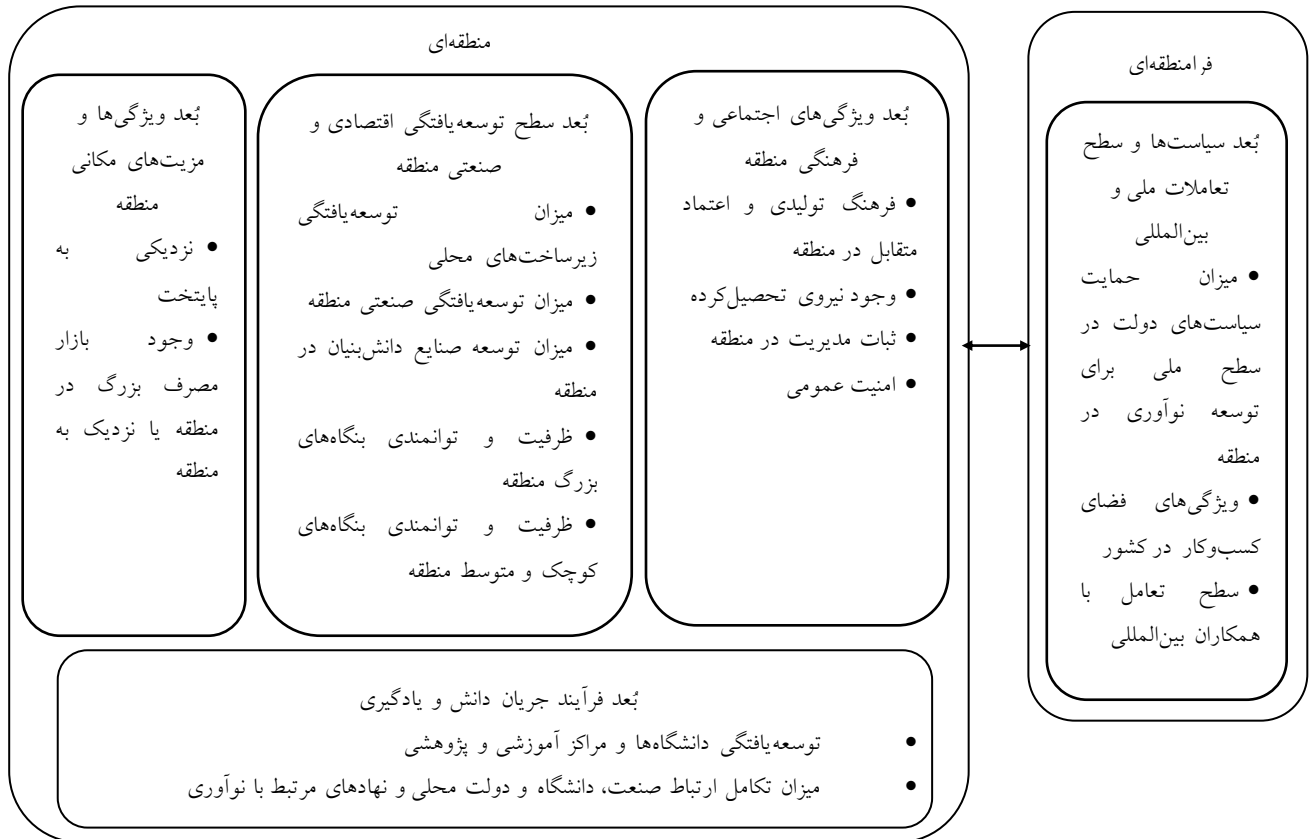 فرامنطقه‌ای
بُعد سیاست‌ها و سطح
تعاملات ملی و
بین‌المللی
• میزان حمایت
سیاست‌های دولت در
سطح ملی برای
توسعه نوآوری در
منطقه
• ویژگی‌های فضای
کسب‌وکار در کشور
• سطح تعامل با
همکاران بین‌المللی
منطقه‌ای
بُعد ویژگی‌های اجتماعی و
فرهنگی منطقه
• فرهنگ تولیدی و اعتماد
متقابل در منطقه
• وجود نیروی تحصیل‌کرده
• ثبات مدیریت در منطقه
• امنیت عمومی
بُعد سطح توسعه‌یافتگی اقتصادی و
صنعتی منطقه
• میزان توسعه‌یافتگی
زیرساخت‌های محلی
• میزان توسعه‌یافتگی صنعتی منطقه
• میزان توسعه صنایع دانش‌بنیان در
منطقه
• ظرفیت و توانمندی بنگاه‌های
بزرگ منطقه
• ظرفیت و توانمندی بنگاه‌های
کوچک و متوسط منطقه
بُعد ویژگی‌ها و
مزیت‌های مکانی
منطقه
• نزدیکی به
پایتخت
• وجود بازار
مصرف بزرگ در
منطقه یا نزدیک به
منطقه
بُعد فرآیند جریان دانش و یادگیری
• توسعه‌یافتگی دانشگاه‌ها و مراکز آموزشی و پژوهشی
• میزان تکامل ارتباط صنعت، دانشگاه و دولت محلی و نهادهای مرتبط با نوآوری